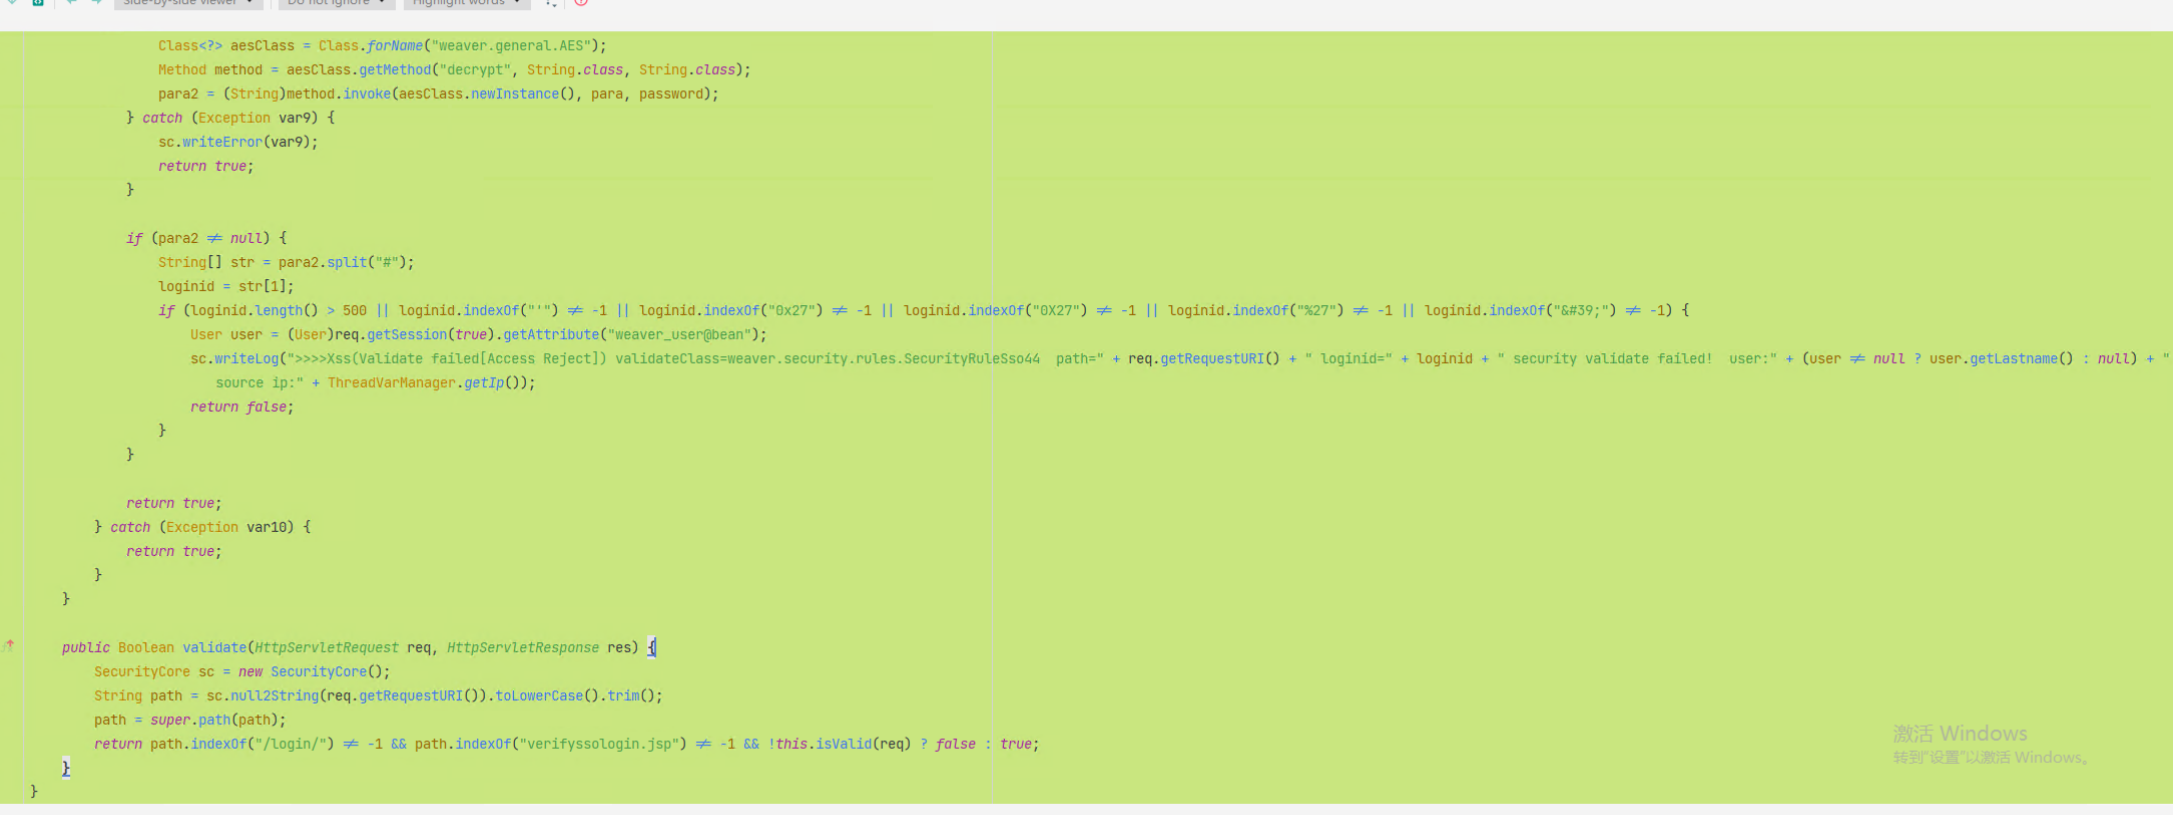 Side-by-side viewer Do not ignore Highlight words
Class<?> aesClass = Class.forName("weaver.general.AES");
Method method = aesClass.getMethod("decrypt", String.class, String.class);
para2 = (String)method.invoke(aesClass.newInstance(), para, password);
} catch (Exception var9) {
sc.writeError(var9);
return true;
}
if (para2 ≠ null) {
String[] str = para2.split("#");
loginid = str[1];
if (loginid.length() > 500 || loginid.indexOf("'") ≠ -1 || loginid.indexOf("0x27") ≠ -1 || loginid.indexOf("0X27") ≠ -1 || loginid.indexOf("%27") ≠ -1 || loginid.indexOf("&#39;") ≠ -1) {
User user = (User)req.getSession(true).getAttribute("weaver_user@bean");
sc.writeLog(">>>>Xss(Validate failed[Access Reject]) validateClass=weaver.security.rules.SecurityRuleSso44  path=" + req.getRequestURI() + " loginid=" + loginid + " security validate failed!  user:" + (user ≠ null ? user.getLastname() : null) + "
source ip:" + ThreadVarManager.getIp());
return false;
}
}
return true;
} catch (Exception var10) {
return true;
}
}
public Boolean validate(HttpServletRequest req, HttpServletResponse res) {
SecurityCore sc = new SecurityCore();
String path = sc.null2String(req.getRequestURI()).toLowerCase().trim();
path = super.path(path);
return path.indexOf("/login/") ≠ -1 && path.indexOf("verifyssologin.jsp") ≠ -1 && !this.isValid(req) ? false : true;
}
}
激活 Windows
转到"设置"以激活 Windows。